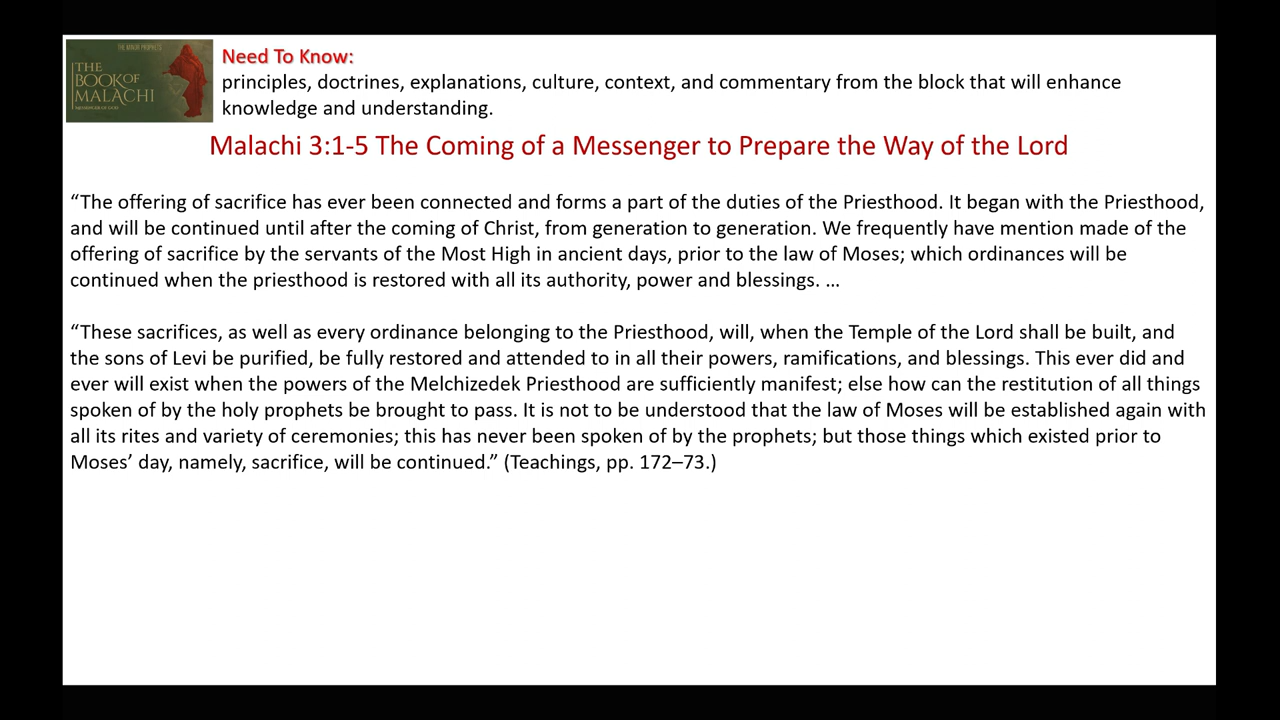 THE MINOR PROPHETS
THE
BOOK OF
MALACHI
MESSENGER OF GOD
Need To Know:
principles, doctrines, explanations, culture, context, and commentary from the block that will enhance
knowledge and understanding.
Malachi 3:1-5 The Coming of a Messenger to Prepare the Way of the Lord
“The offering of sacrifice has ever been connected and forms a part of the duties of the Priesthood. It began with the Priesthood,
and will be continued until after the coming of Christ, from generation to generation. We frequently have mention made of the
offering of sacrifice by the servants of the Most High in ancient days, prior to the law of Moses; which ordinances will be
continued when the priesthood is restored with all its authority, power and blessings. …
“These sacrifices, as well as every ordinance belonging to the Priesthood, will, when the Temple of the Lord shall be built, and
the sons of Levi be purified, be fully restored and attended to in all their powers, ramifications, and blessings. This ever did and
ever will exist when the powers of the Melchizedek Priesthood are sufficiently manifest; else how can the restitution of all things
spoken of by the holy prophets be brought to pass. It is not to be understood that the law of Moses will be established again with
all its rites and variety of ceremonies; this has never been spoken of by the prophets; but those things which existed prior to
Moses’ day, namely, sacrifice, will be continued.” (Teachings, pp. 172–73.)